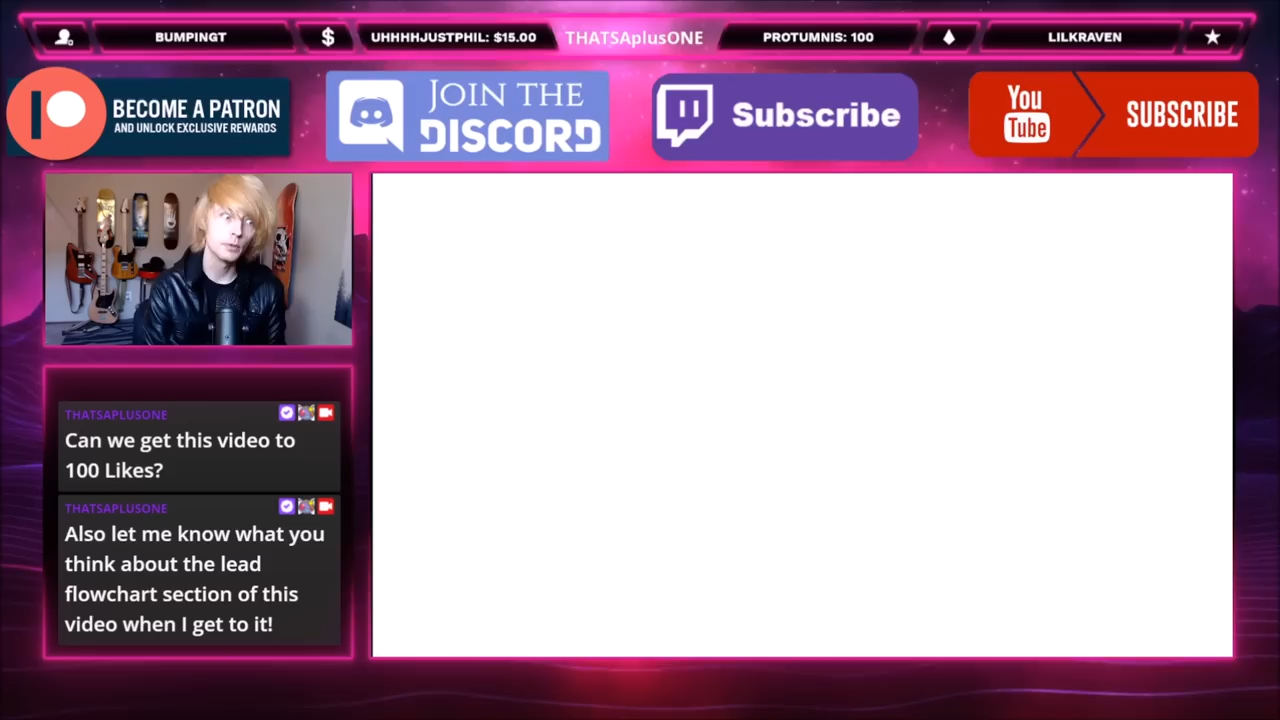 BUMPINGT
$
UHHHHJUSTPHIL: $15.00
THATSAplusONE
PROTUMNIS: 100
LILKRAVEN
BECOME A PATRON
AND UNLOCK EXCLUSIVE REWARDS
JOIN THE
DISCORD
Subscribe
You
Tube
SUBSCRIBE
THATSAPLUSONE
Can we get this video to
100 Likes?
THATSAPLUSONE
Also let me know what you
think about the lead
flowchart section of this
video when I get to it!